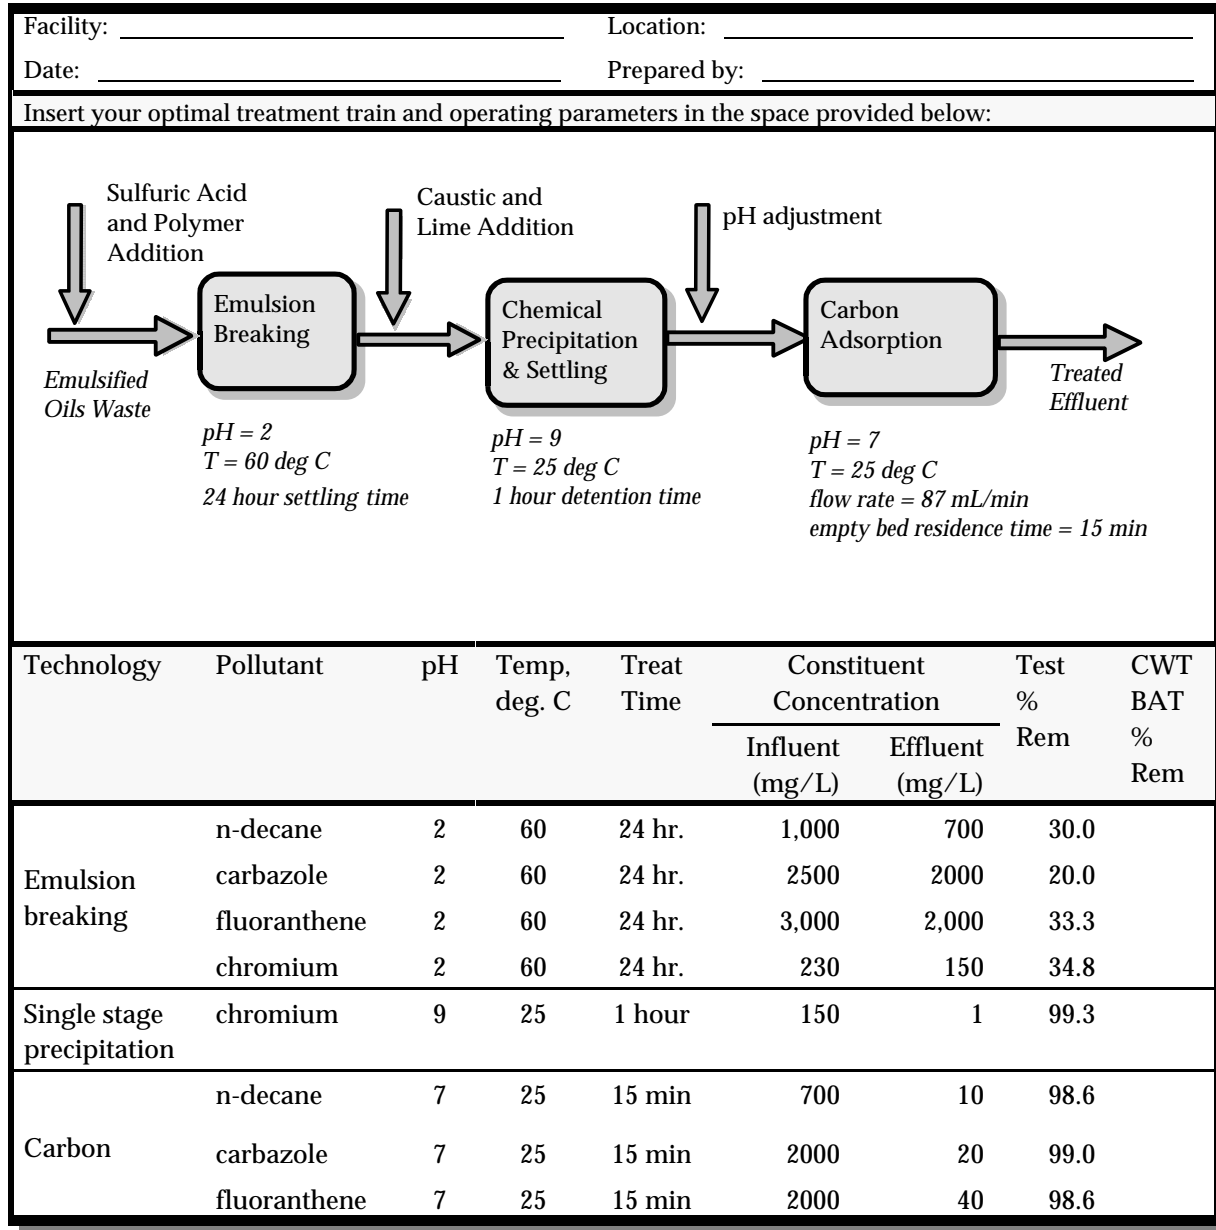 Facility: Location:
Date: Prepared by:
Insert your optimal treatment train and operating parameters in the space provided below:
Sulfuric Acid
and Polymer
Addition
Caustic and
Lime Addition
pH adjustment
Emulsion
Breaking
Chemical
Precipitation
& Settling
Carbon
Adsorption
Emulsified
Oils Waste
Treated
Effluent
pH = 2
T = 60 deg C
24 hour settling time
pH = 9
T = 25 deg C
1 hour detention time
pH = 7
T = 25 deg C
flow rate = 87 mL/min
empty bed residence time = 15 min
Technology Pollutant pH Temp, deg. C Treat Time Constituent Concentration Test % Rem CWT BAT % Rem
Influent (mg/L) Effluent (mg/L)
Emulsion breaking
n-decane 2 60 24 hr. 1,000 700 30.0
carbazole 2 60 24 hr. 2500 2000 20.0
fluoranthene 2 60 24 hr. 3,000 2,000 33.3
chromium 2 60 24 hr. 230 150 34.8
Single stage precipitation
chromium 9 25 1 hour 150 1 99.3
Carbon
n-decane 7 25 15 min 700 10 98.6
carbazole 7 25 15 min 2000 20 99.0
fluoranthene 7 25 15 min 2000 40 98.6